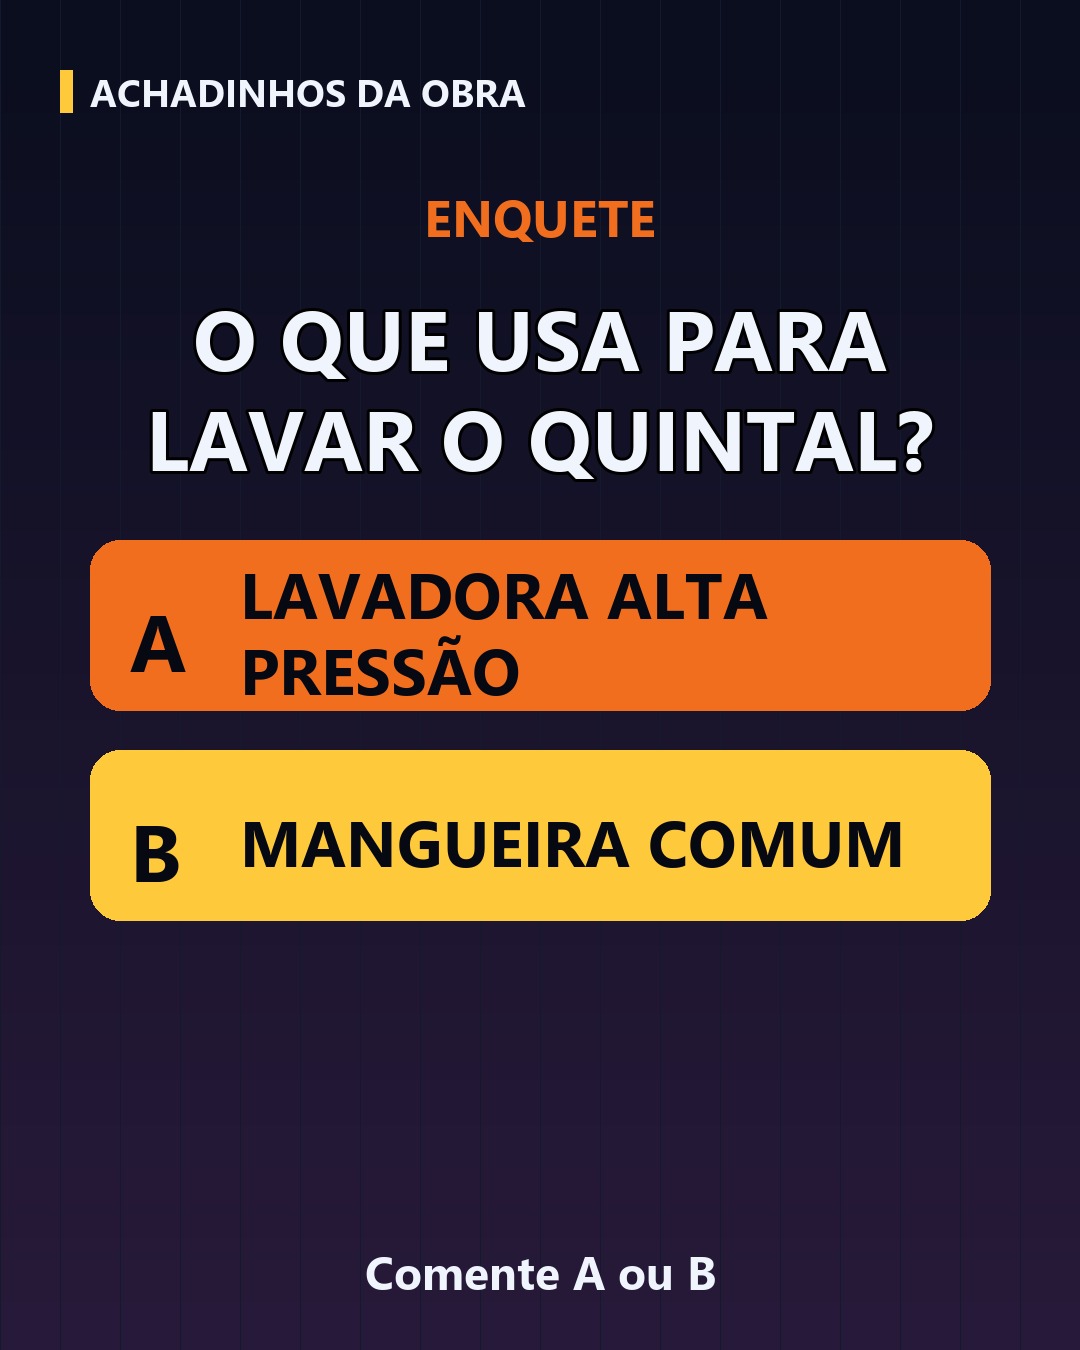 ACHADINHOS DA OBRA
ENQUETE
O QUE USA PARA
LAVAR O QUINTAL?
A
LAVADORA ALTA
PRESSÃO
B
MANGUEIRA COMUM
Comente A ou B